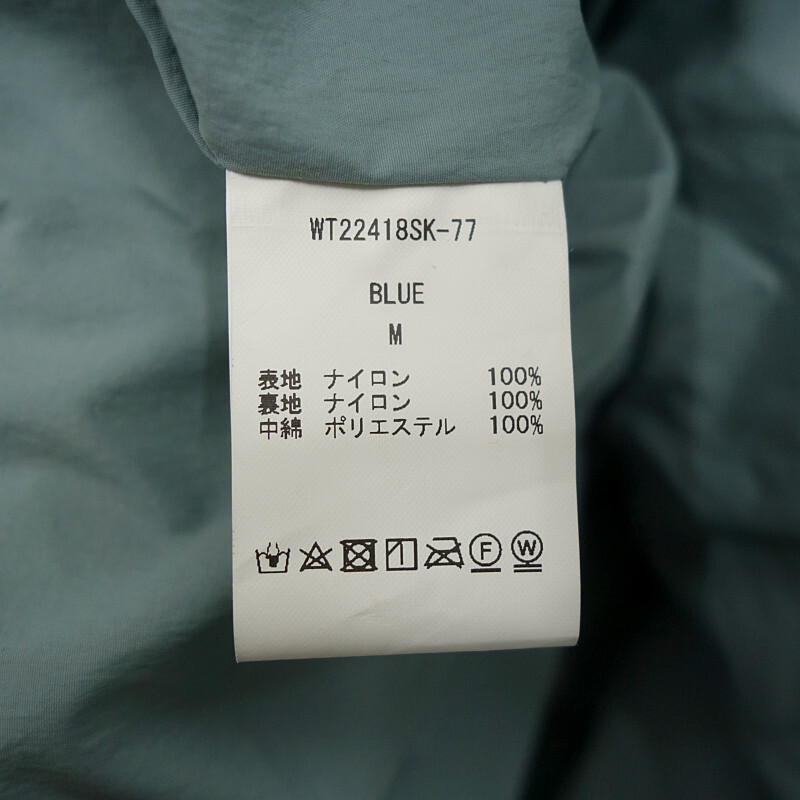 WT22418SK-77
BLUE
M
表地 ナイロン 100%
裏地 ナイロン 100%
中綿 ポリエステル 100%
F W